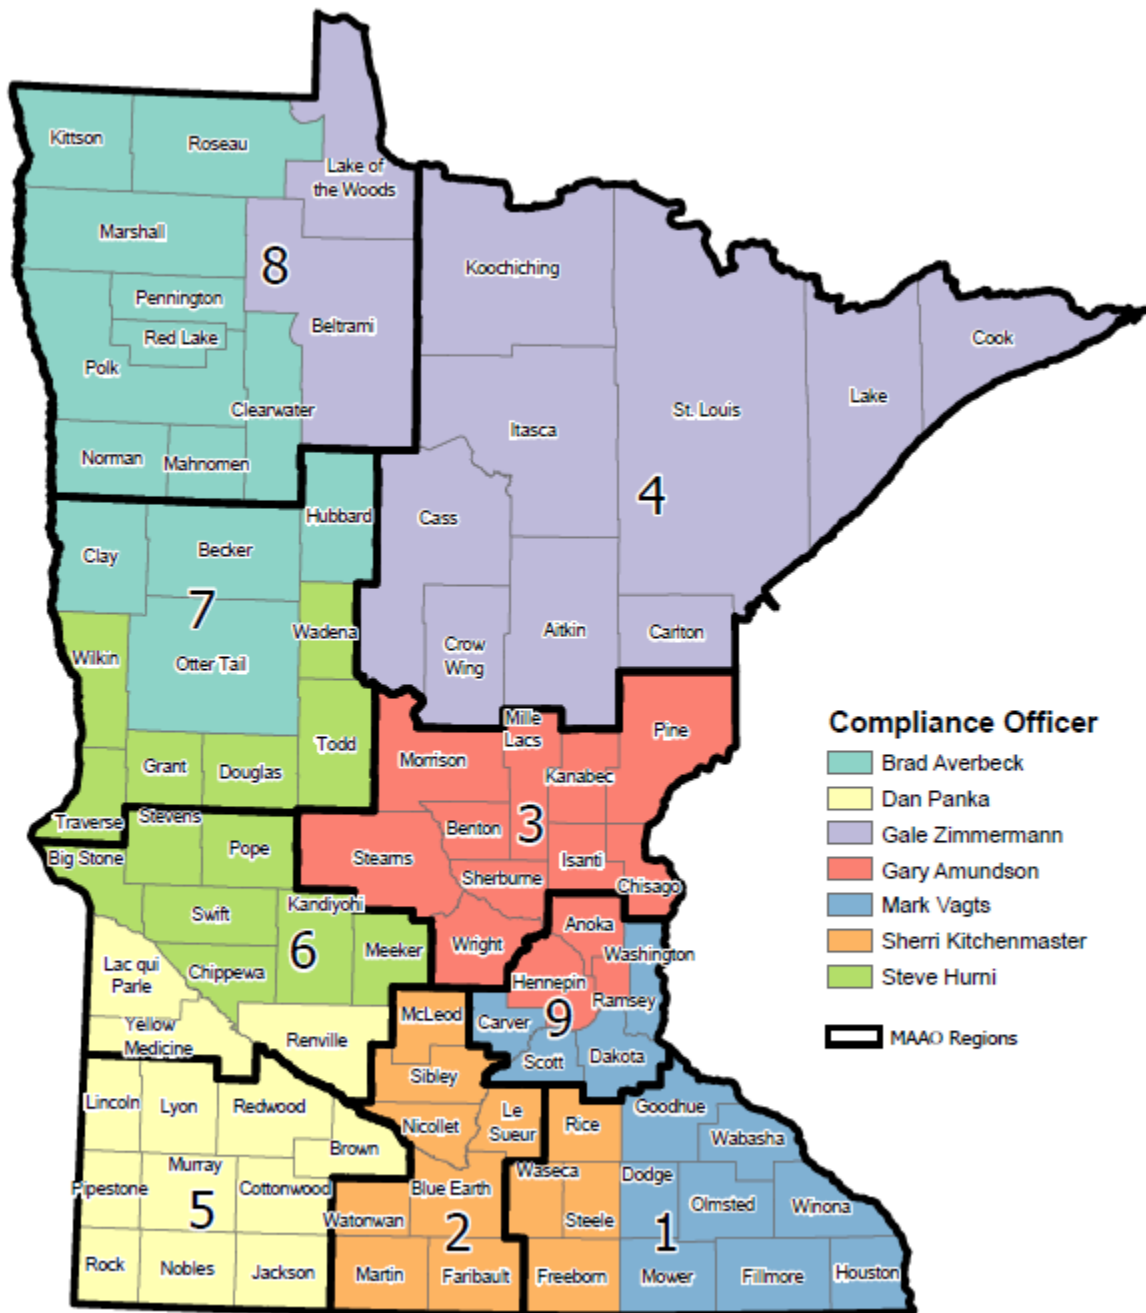 Kittson
Roseau
Lake of
the Woods
Marshall
8
Koochiching
Pennington
Beltrami
Red Lake
Cook
Polk
Lake
Clearwater
St. Louis
Itasca
Norman
Mahnomen
4
Hubbard
Cass
Clay
Becker
7
Wadena
Aitkin
Carlton
Crow
Wing
Wilkin
Otter Tail
Mille
Lacs
Pine
Todd
Morrison
Kanabec
Grant
Douglas
Traverse
Stevens
Benton
3
Pope
Big Stone
Stearns
Isanti
Sherburne
Chisago
Kandiyohi
Swift
Anoka
6
Meeker
Wright
Washington
Lac qui
Parle
Chippewa
Hennepin
Ramsey
McLeod
Carver
9
Yellow
Medicine
Renville
Scott
Dakota
Sibley
Lincoln
Lyon
Redwood
Goodhue
Nicollet
Le
Sueur
Rice
Wabasha
Brown
Murray
Waseca
Dodge
Pipestone
Cottonwood
Blue Earth
5
Watonwan
2
Steele
1
Olmsted
Winona
Rock
Nobles
Jackson
Martin
Faribault
Freeborn
Mower
Fillmore
Houston
Compliance Officer
Brad Averbeck
Dan Panka
Gale Zimmermann
Gary Amundson
Mark Vagts
Sherri Kitchenmaster
Steve Hurni
MAAO Regions